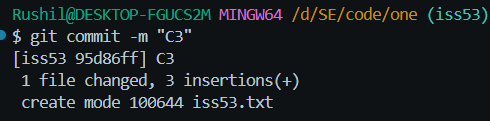 Rushil@DESKTOP-FGUCS2M MINGW64 /d/SE/code/one (iss53)
$ git commit -m "C3"
[iss53 95d86ff] C3
 1 file changed, 3 insertions(+)
 create mode 100644 iss53.txt